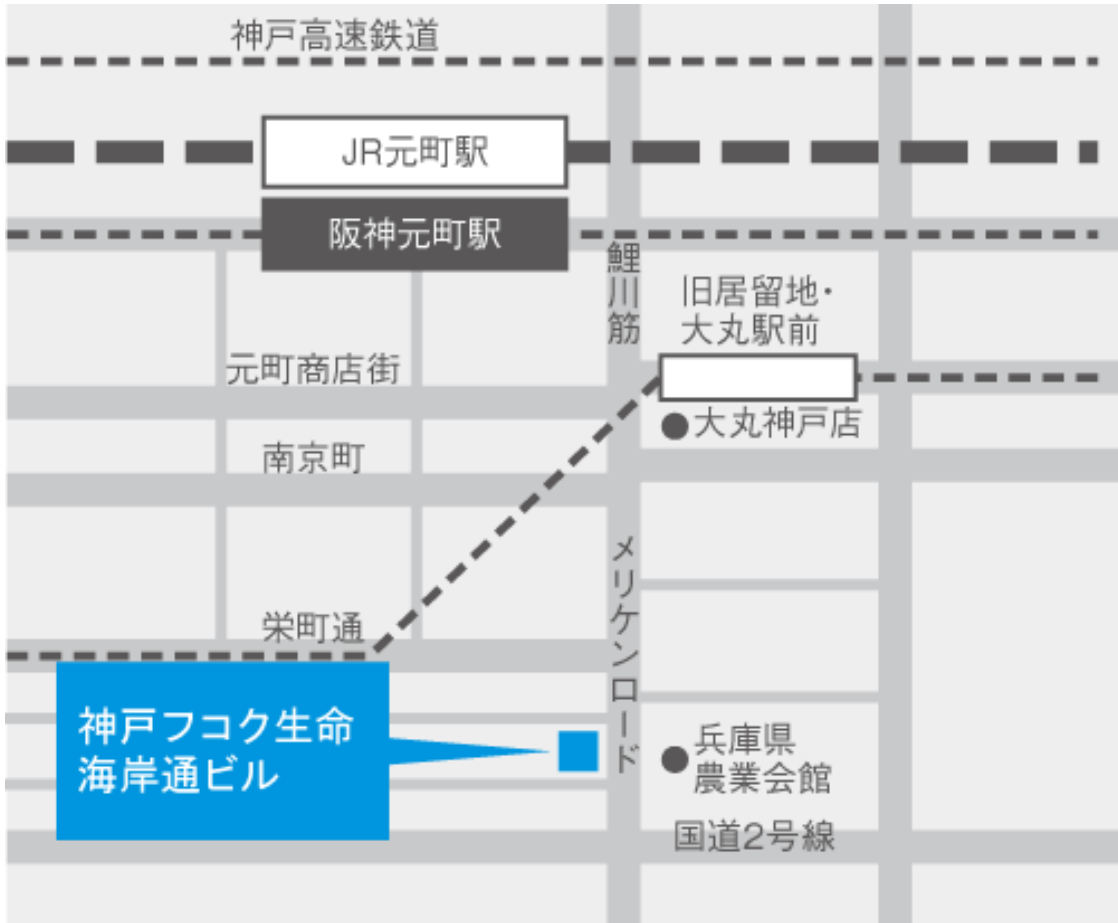 神戸高速鉄道
JR元町駅
阪神元町駅
鯉川筋
旧居留地・
大丸駅前
元町商店街
大丸神戸店
南京町
メリケンロード
栄町通
神戸フコク生命
海岸通ビル
兵庫県
農業会館
国道2号線